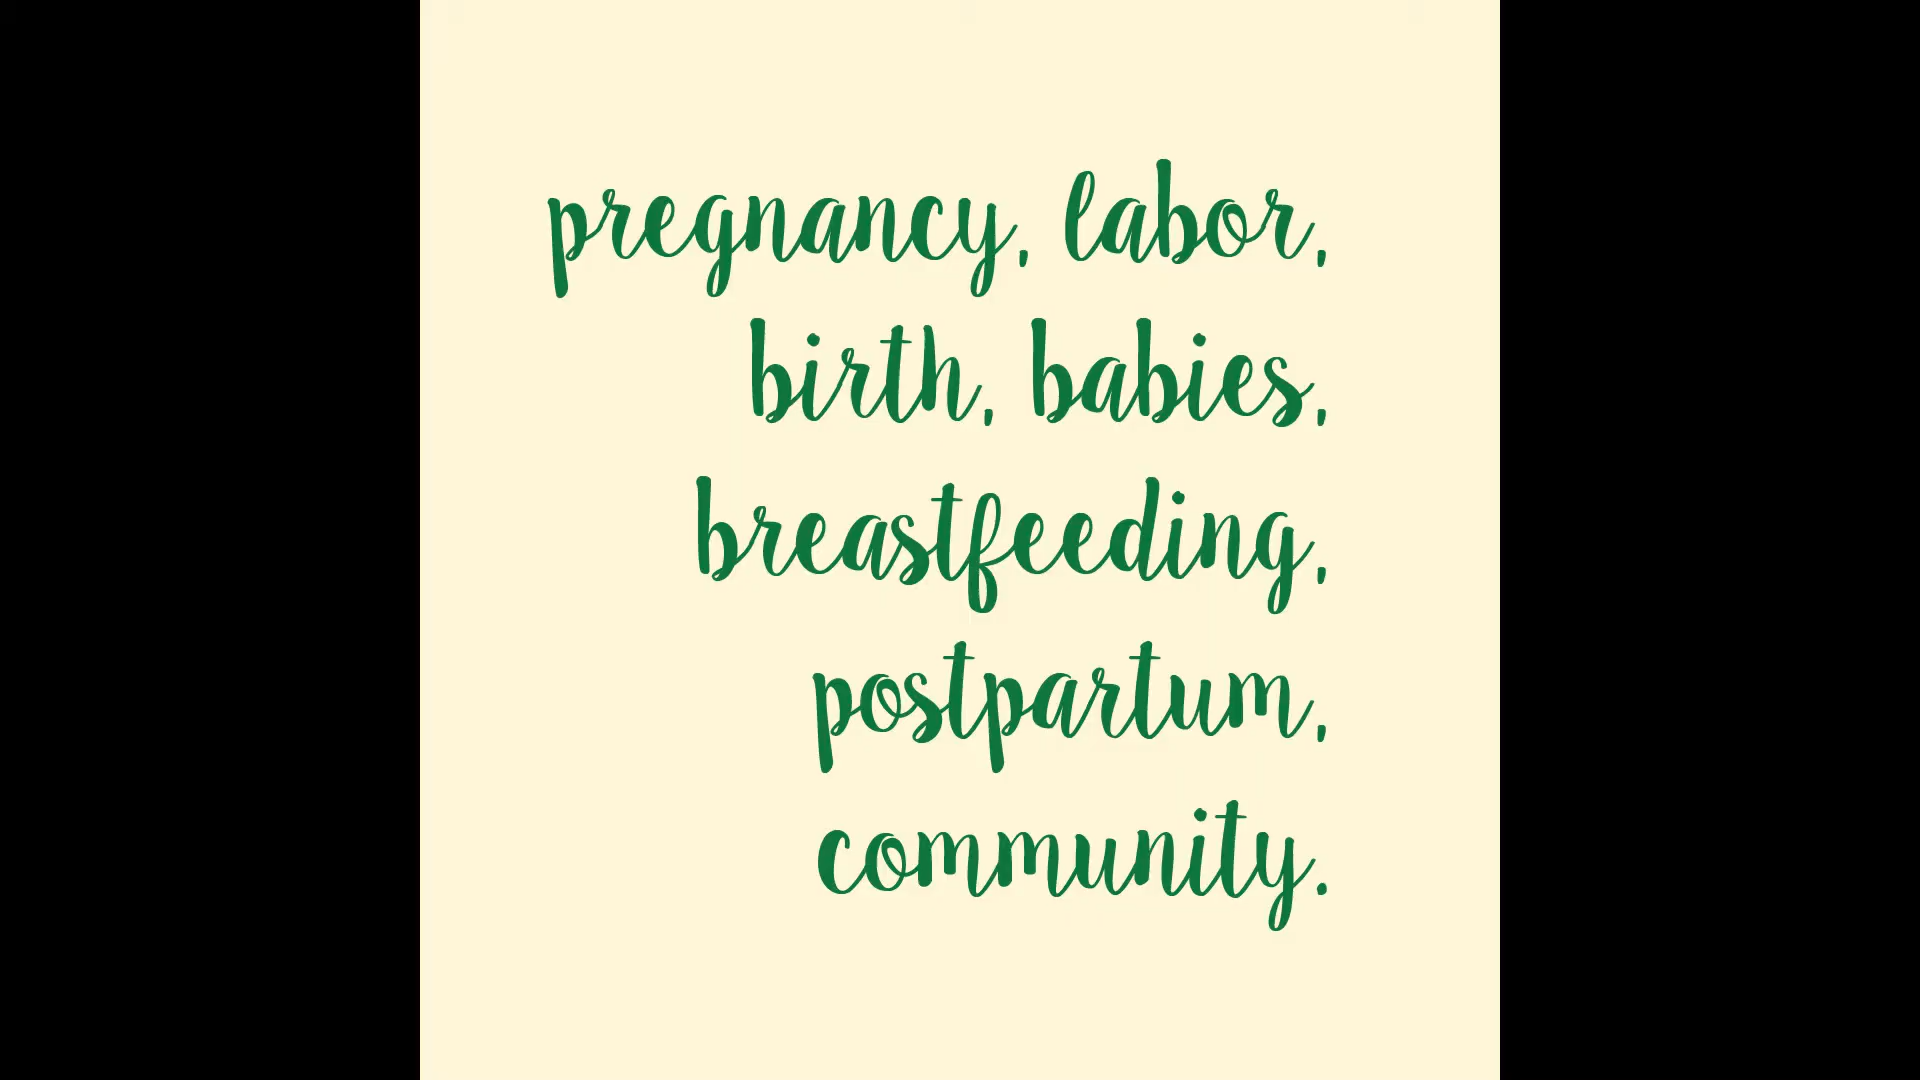 pregnancy, labor,
birth, babies,
breastfeeding,
postpartum,
community.